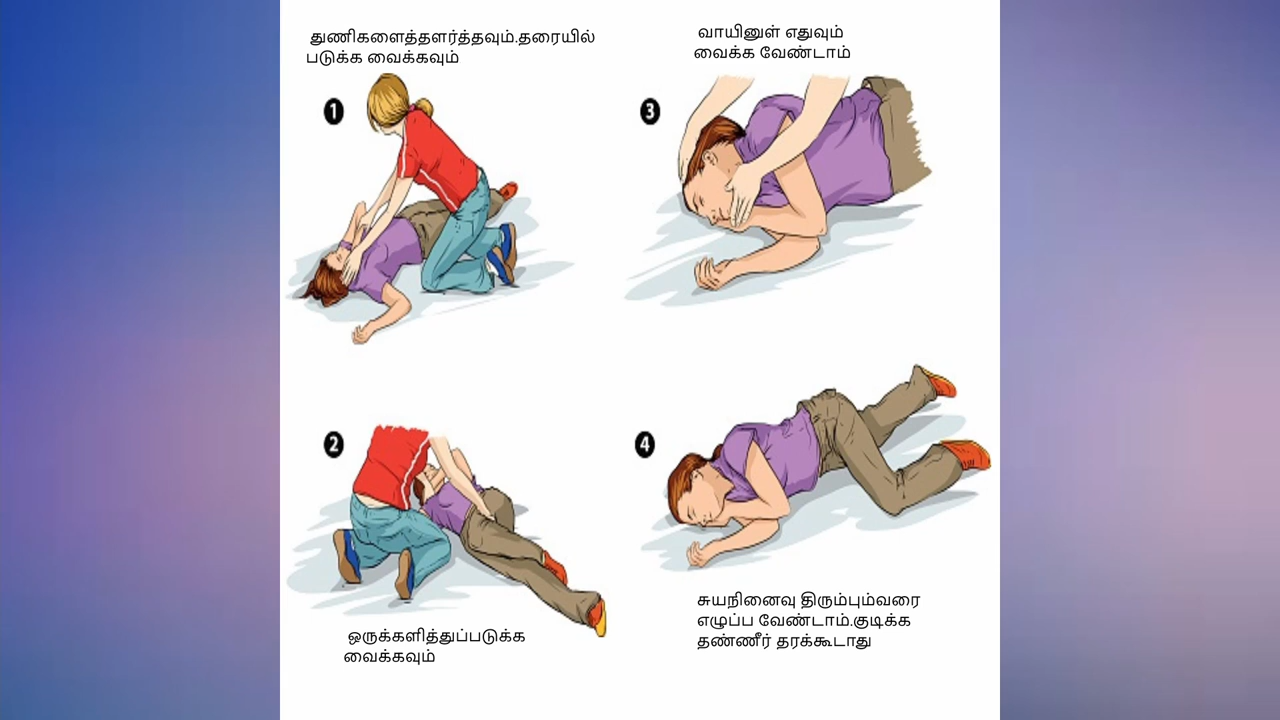 துணிகளைத்தளர்த்தவும்.தரையில்
படுக்க வைக்கவும்
1
2
ஒருக்களித்துப்படுக்க
வைக்கவும்
வாயினுள் எதுவும்
வைக்க வேண்டாம்
3
4
சுயநினைவு திரும்பும்வரை
எழுப்ப வேண்டாம்.குடிக்க
தண்ணீர் தரக்கூடாது